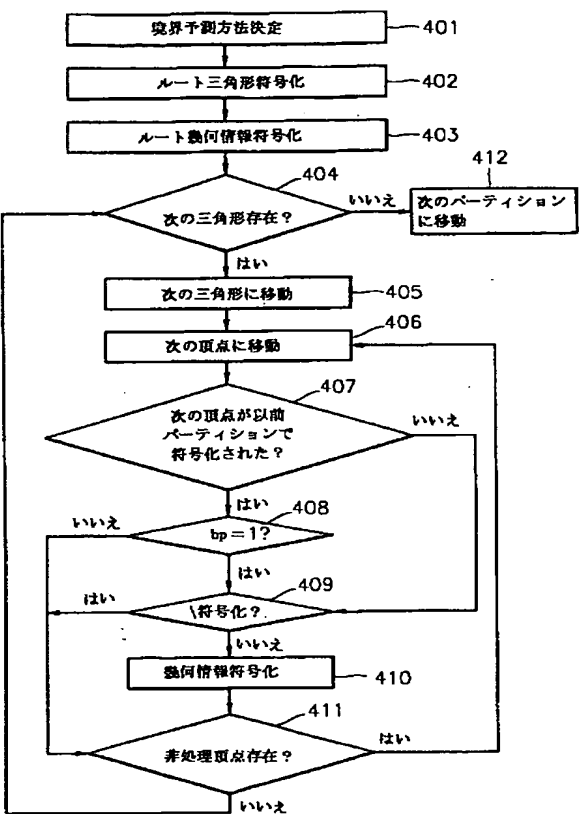 境界予測方法決定
401
ルート三角形符号化
402
ルート幾何情報符号化
403
404
次の三角形存在?
いいえ
412
次のパーティション
に移動
はい
次の三角形に移動
405
次の頂点に移動
406
407
次の頂点が以前
パーティションで
符号化された?
いいえ
はい
408
いいえ
bp=1?
はい
409
はい
\符号化?
いいえ
幾何情報符号化
410
411
非処理頂点存在?
はい
いいえ